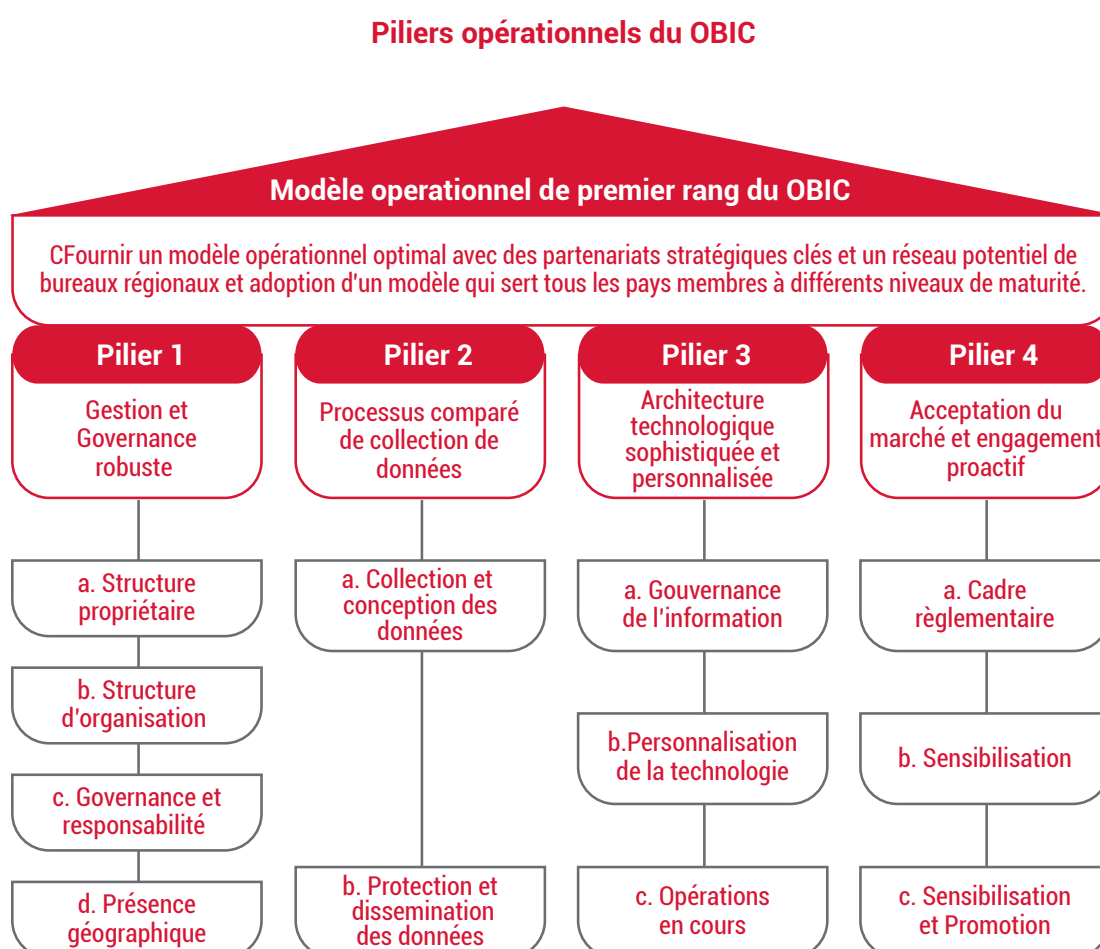 Piliers opérationnels du OBIC
Modèle operationnel de premier rang du OBIC
CFournir un modèle opérationnel optimal avec des partenariats stratégiques clés et un réseau potentiel de
bureaux régionaux et adoption d'un modèle qui sert tous les pays membres à différents niveaux de maturité.
Pilier 1
Gestion et
Governance
robuste
a. Structure
propriétaire
b. Structure
d'organisation
c. Governance et
responsabilité
d. Présence
géographique
Pilier 2
Processus comparé
de collection de
données
a. Collection et
conception des
données
b. Protection et
dissemination
des données
Pilier 3
Architecture
technologique
sophistiquée et
personnalisée
a. Gouvernance
de l'information
b.Personnalisation
de la technologie
c. Opérations
en cours
Pilier 4
Acceptation du
marché et engagement
proactif
a. Cadre
règlementaire
b. Sensibilisation
c. Sensibilisation
et Promotion